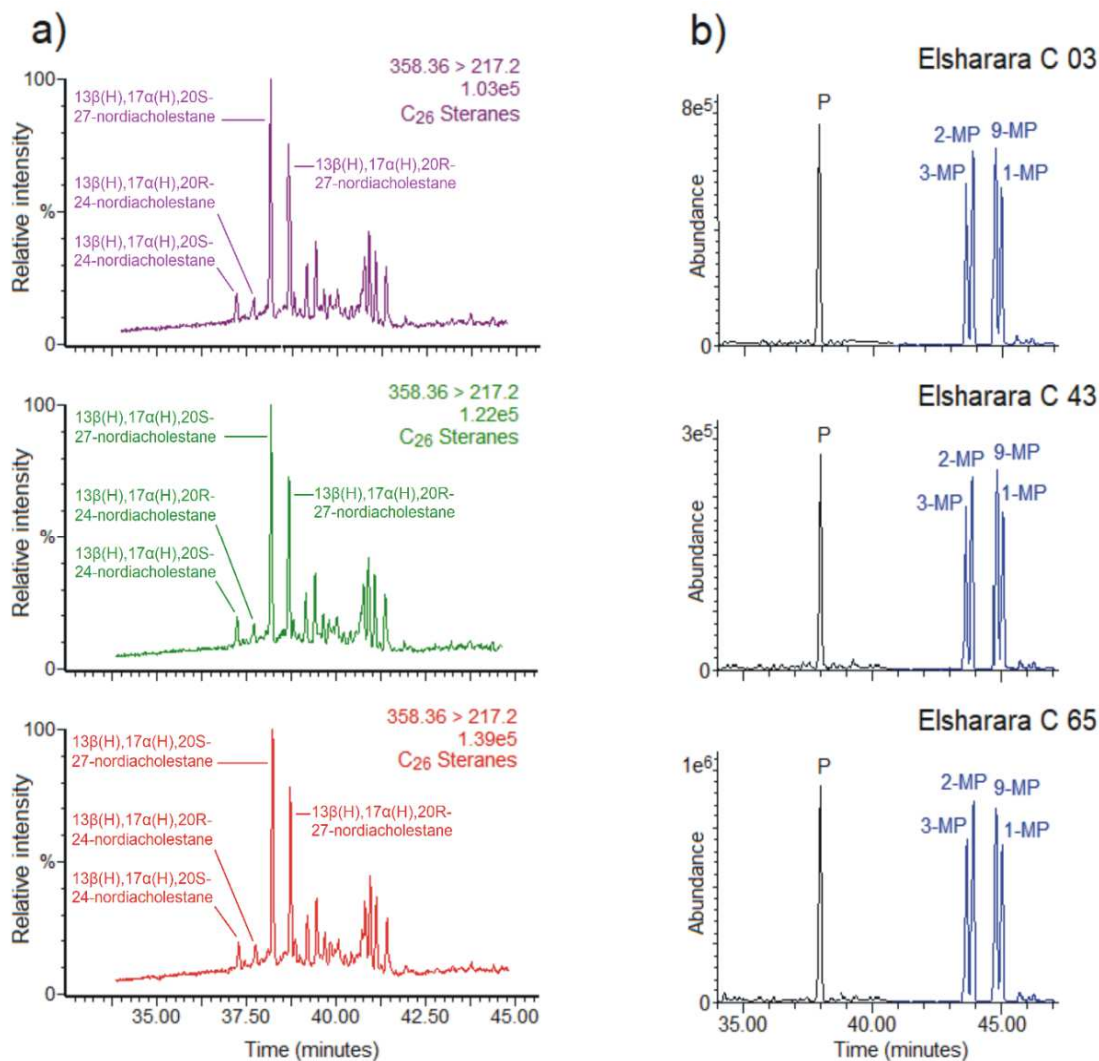 a)
358.36 > 217.2
1.03e5
C26 Steranes
100
%
0
Relative intensity
13β(H),17α(H),20S-
27-nordiacholestane
13β(H),17α(H),20R-
24-nordiacholestane
13β(H),17α(H),20S-
24-nordiacholestane
13β(H),17α(H),20R-
27-nordiacholestane
358.36 > 217.2
1.22e5
C26 Steranes
100
%
0
Relative intensity
13β(H),17α(H),20S-
27-nordiacholestane
13β(H),17α(H),20R-
24-nordiacholestane
13β(H),17α(H),20S-
24-nordiacholestane
13β(H),17α(H),20R-
27-nordiacholestane
358.36 > 217.2
1.39e5
C26 Steranes
100
%
0
Relative intensity
13β(H),17α(H),20S-
27-nordiacholestane
13β(H),17α(H),20R-
24-nordiacholestane
13β(H),17α(H),20S-
24-nordiacholestane
13β(H),17α(H),20R-
27-nordiacholestane
35.00 37.50 40.00 42.50 45.00
Time (minutes)
b)
Elsharara C 03
8e5
0
Abundance
P
2-MP 9-MP
3-MP 1-MP
Elsharara C 43
3e5
0
Abundance
P
2-MP 9-MP
3-MP 1-MP
Elsharara C 65
1e6
0
Abundance
P
2-MP 9-MP
3-MP 1-MP
35.00 40.00 45.00
Time (minutes)